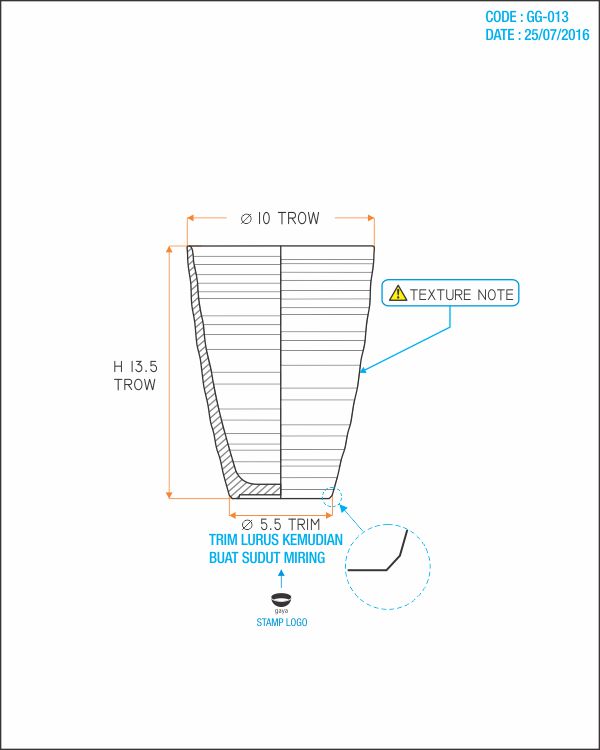 CODE : GG-013
DATE : 25/07/2016
⌀ 10 TROW
TEXTURE NOTE
H 13.5
TROW
⌀ 5.5 TRIM
TRIM LURUS KEMUDIAN
BUAT SUDUT MIRING
gaya
STAMP LOGO